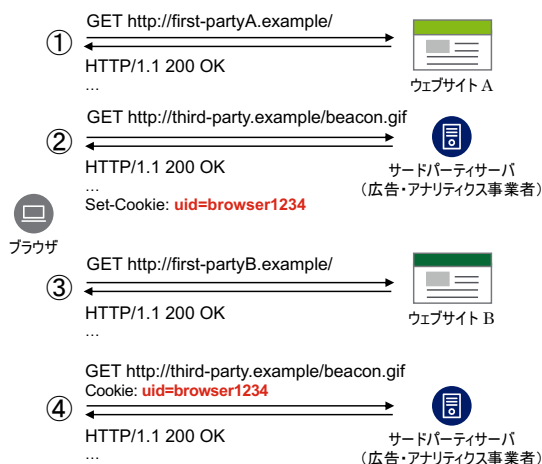 GET http://first-partyA.example/
①
HTTP/1.1 200 OK
…
ウェブサイト A
GET http://third-party.example/beacon.gif
②
HTTP/1.1 200 OK
…
Set-Cookie: uid=browser1234
サードパーティサーバ
（広告・アナリティクス事業者）
ブラウザ
GET http://first-partyB.example/
③
HTTP/1.1 200 OK
…
ウェブサイト B
GET http://third-party.example/beacon.gif
Cookie: uid=browser1234
④
HTTP/1.1 200 OK
…
サードパーティサーバ
（広告・アナリティクス事業者）